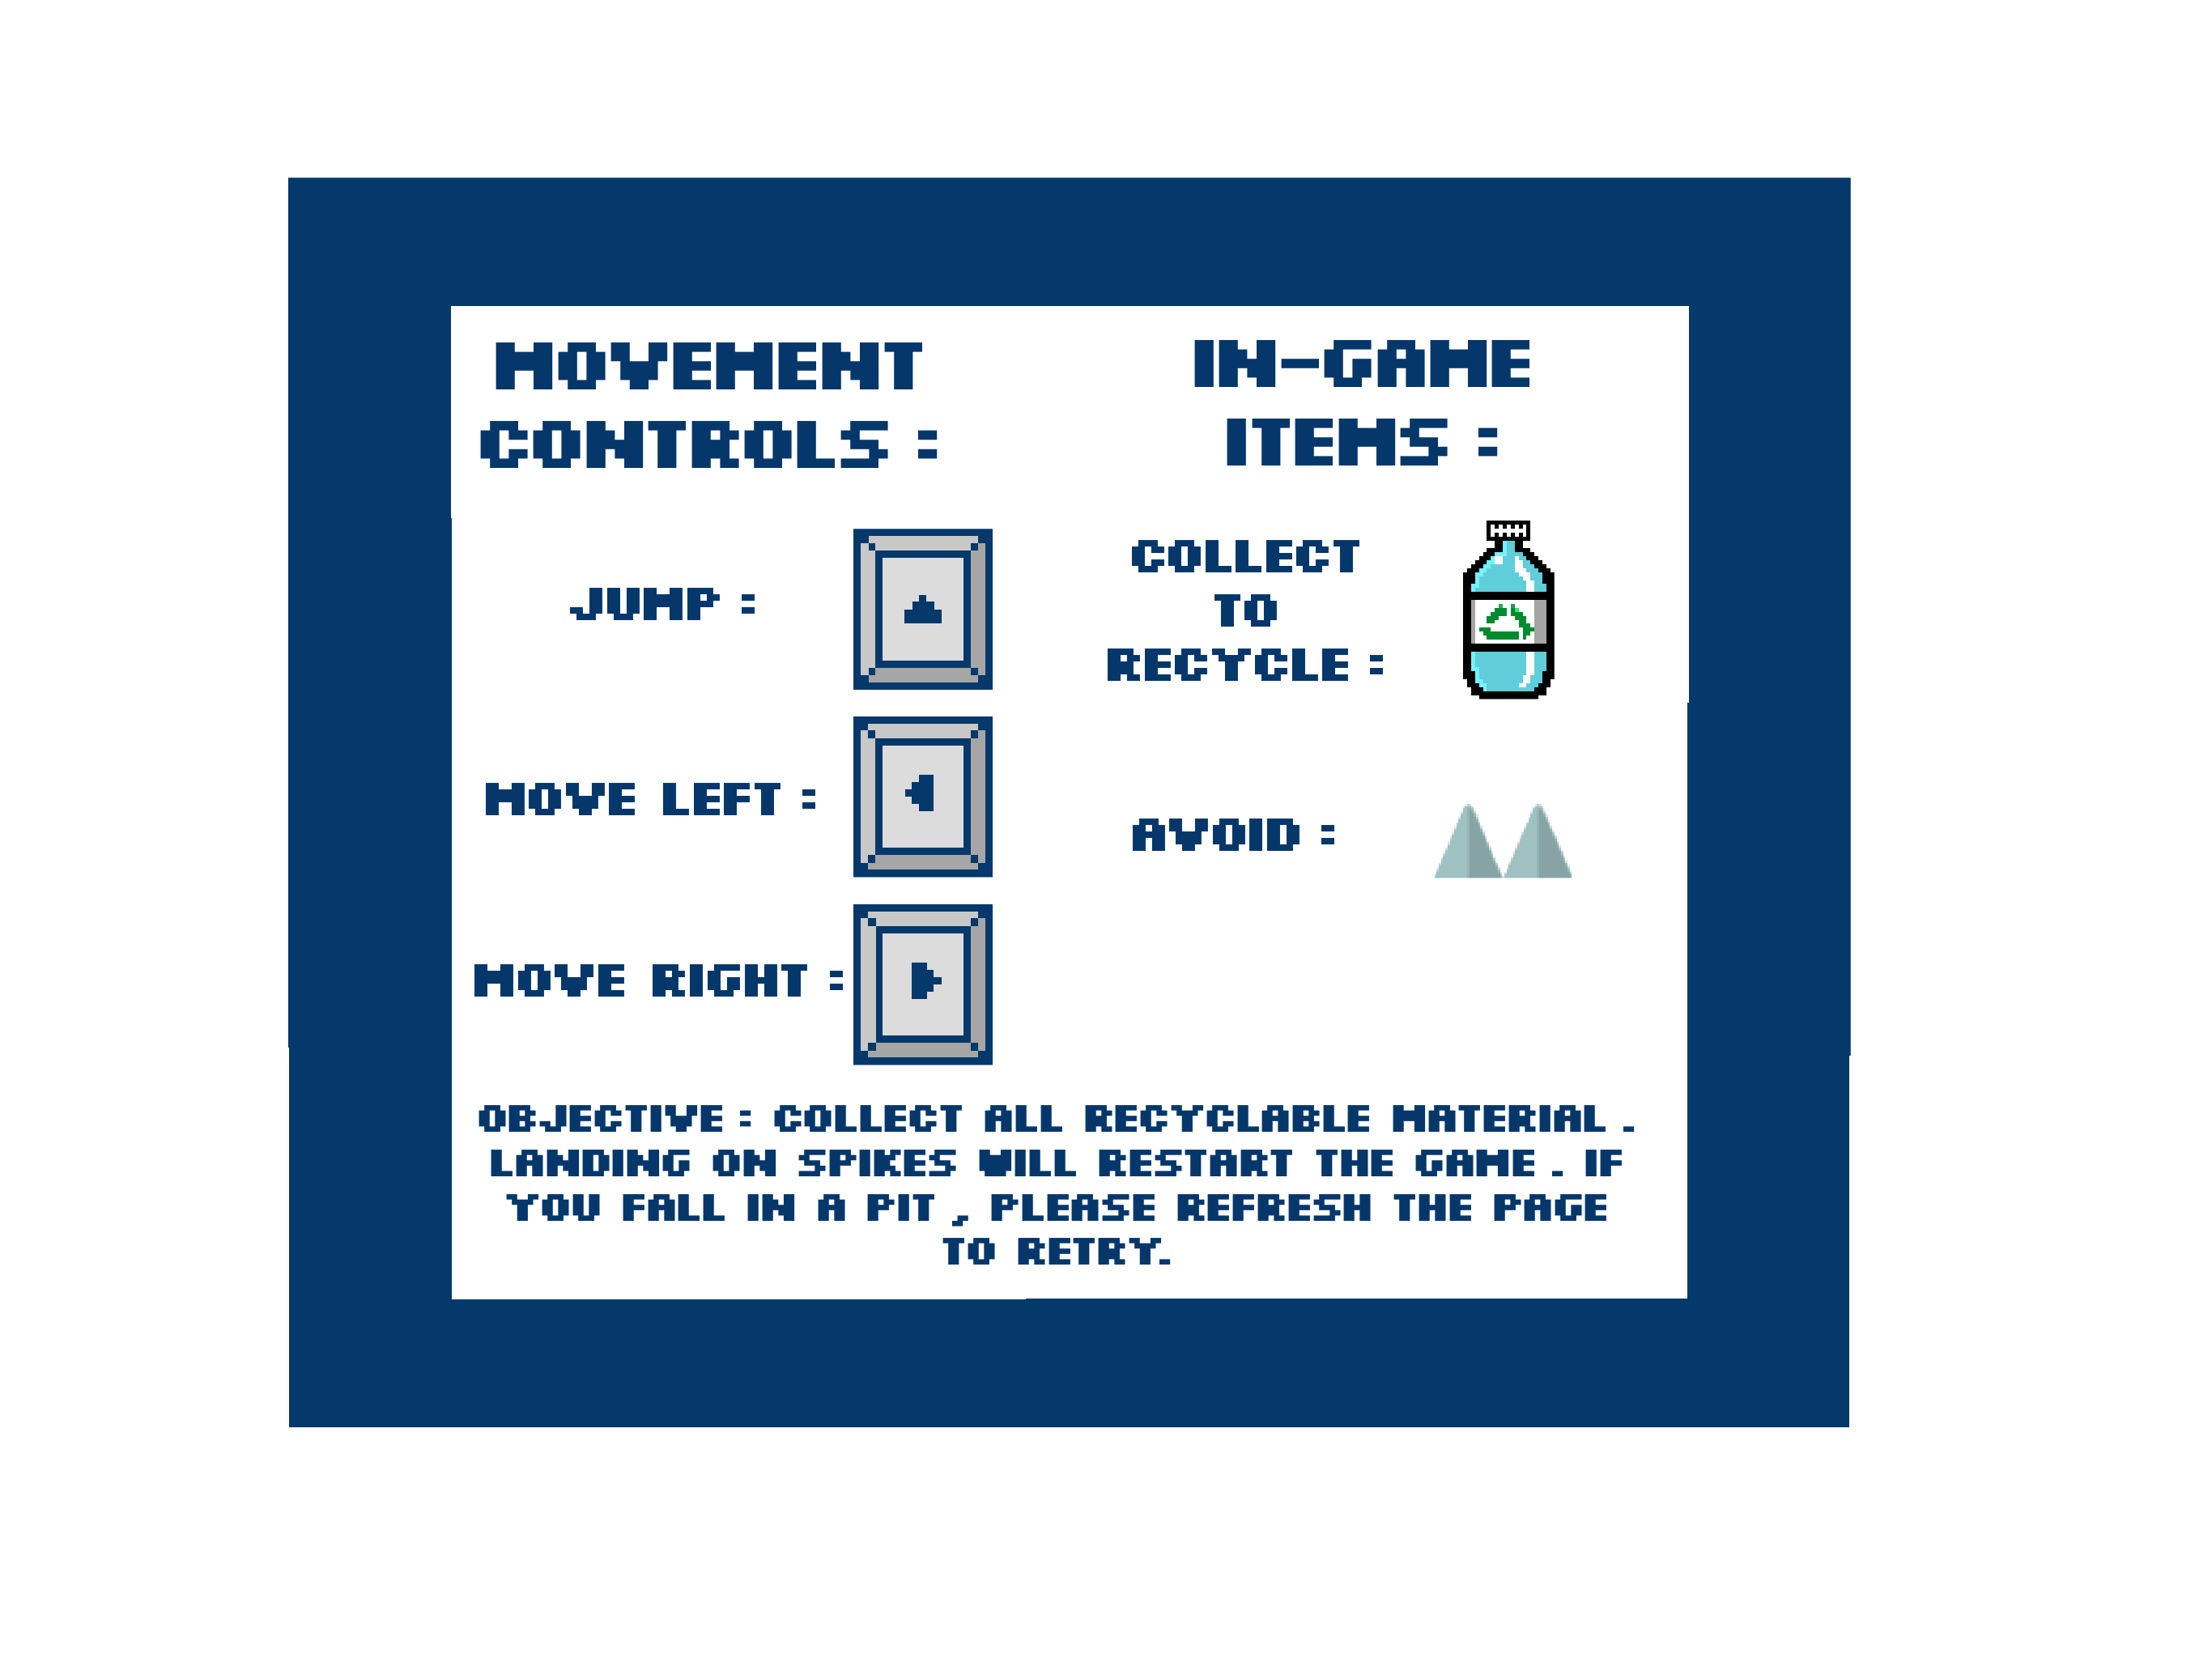 MOVEMENT
CONTROLS :
JUMP :
MOVE LEFT :
MOVE RIGHT :
IN-GAME
ITEMS :
COLLECT
TO
RECYCLE :
AVOID :
OBJECTIVE : COLLECT ALL RECYCLABLE MATERIAL .
LANDING ON SPIKES WILL RESTART THE GAME . IF
YOU FALL IN A PIT , PLEASE REFRESH THE PAGE
TO RETRY.